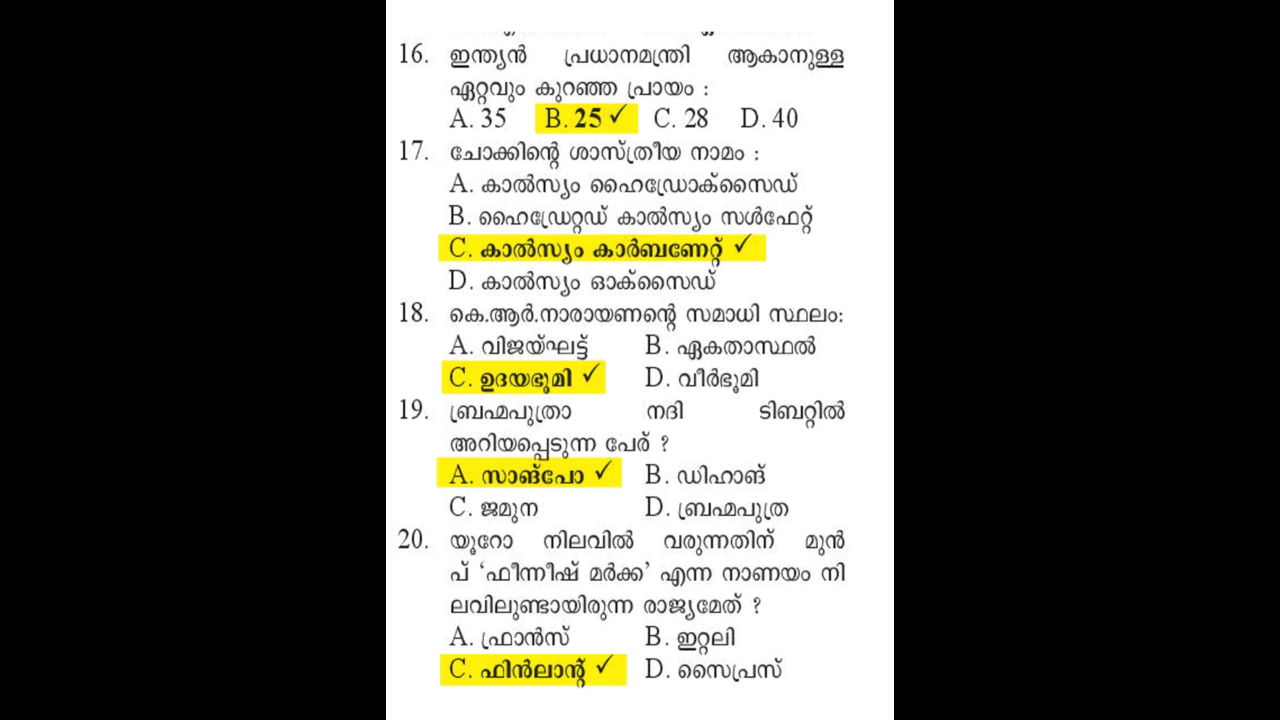 16. ഇന്ത്യൻ പ്രധാനമന്ത്രി ആകാനുള്ള
ഏറ്റവും കുറഞ്ഞ പ്രായം :
A. 35 B. 25 ✓ C. 28 D. 40
17. ചോക്കിന്റെ ശാസ്ത്രീയ നാമം :
A. കാൽസ്യം ഹൈഡ്രോക്സൈഡ്
B. ഹൈഡ്രേറ്റഡ് കാൽസ്യം സൾഫേറ്റ്
C. കാൽസ്യം കാർബണേറ്റ് ✓
D. കാൽസ്യം ഓക്സൈഡ്
18. കെ.ആർ.നാരായണന്റെ സമാധി സ്ഥലം:
A. വിജയ്ഘട്ട് B. ഏകതാസ്ഥൽ
C. ഉദയഭൂമി ✓ D. വീർഭൂമി
19. ബ്രഹ്മപുത്രാ നദി ടിബറ്റിൽ
അറിയപ്പെടുന്ന പേര് ?
A. സാങ്പോ ✓ B. ഡിഹാങ്
C. ജമുന D. ബ്രഹ്മപുത്ര
20. യൂറോ നിലവിൽ വരുന്നതിന് മുൻ
പ് ‘ഫീന്നീഷ് മർക്ക’ എന്ന നാണയം നി
ലവിലുണ്ടായിരുന്ന രാജ്യമേത് ?
A. ഫ്രാൻസ് B. ഇറ്റലി
C. ഫിൻലാന്റ് ✓ D. സൈപ്രസ്